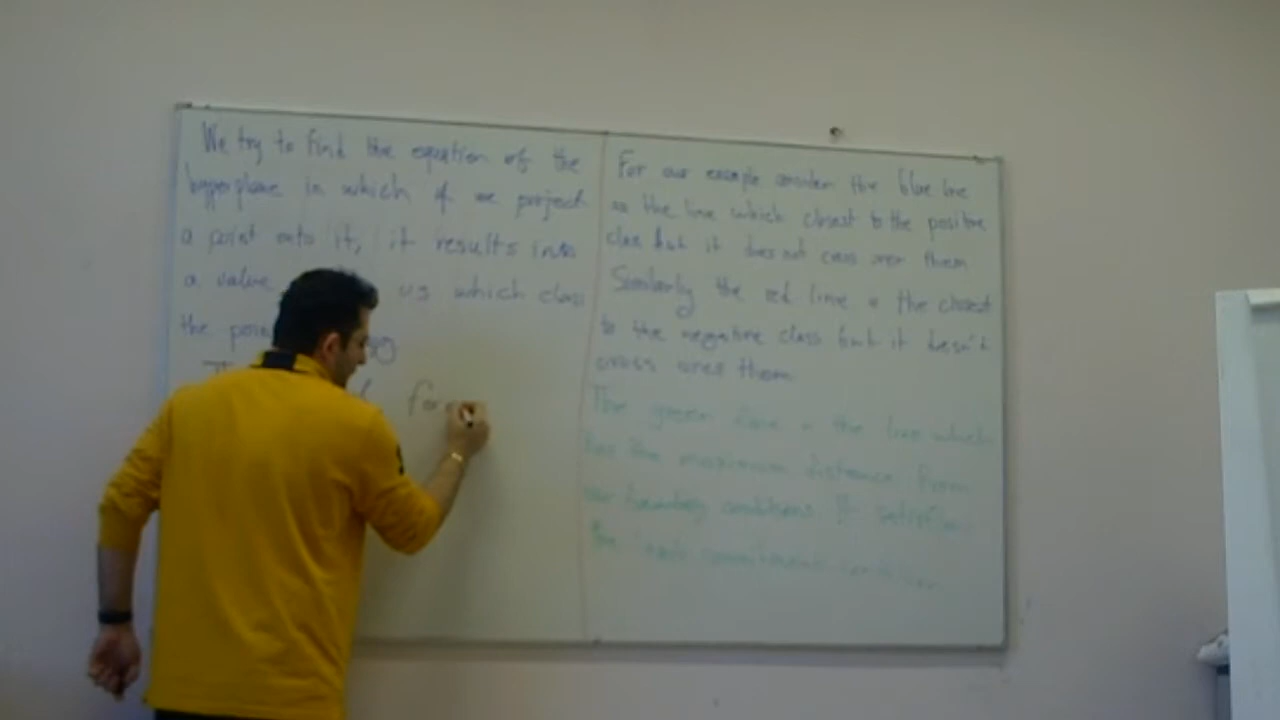 We try to find the equation of the
hyperplane in which if we project
a point onto it, it results into
a value us which class
the
for
For our example consider the blue line
as the line which closest to the positive
class but it does not cross over them
Similarly the red line is the closest
to the negative class but it doesn't
cross over them
The green line is the line which
has the maximum distance from
our boundary conditions. It satisfies
the